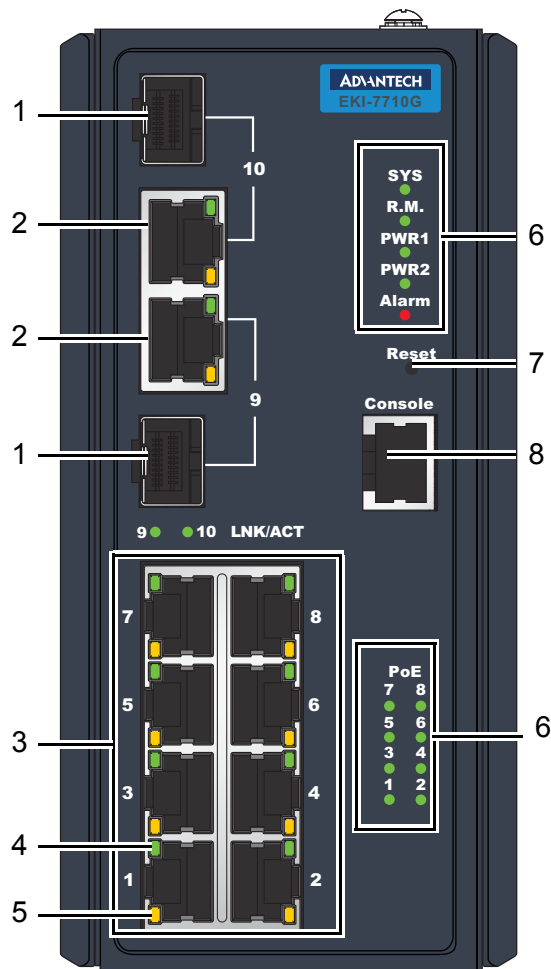 ADVANTECH
EKI-7710G
1
10
SYS
R.M.
6
2
PWR1
PWR2
2
Alarm
Reset
7
9
Console
1
8
9 10 LNK/ACT
7 8
PoE
7 8
5 6
5 6
6
3
3 4
3 4
1 2
4
1 2
5